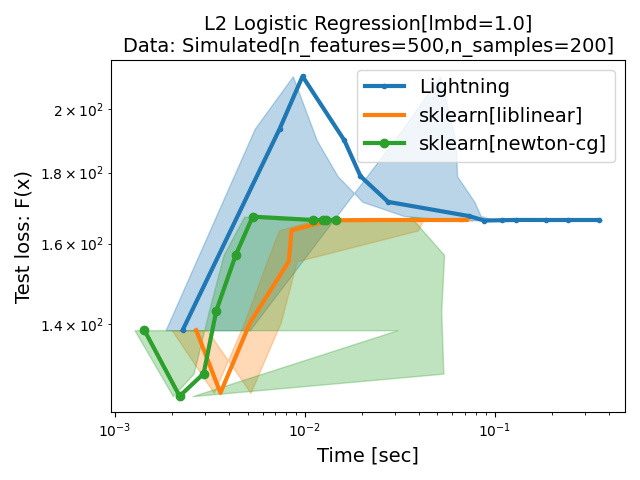 L2 Logistic Regression[lmbd=1.0]
Data: Simulated[n_features=500,n_samples=200]
Test loss: F(x)
2 × 10²
1.8 × 10²
1.6 × 10²
1.4 × 10²
Lightning
sklearn[liblinear]
sklearn[newton-cg]
10⁻³
10⁻²
10⁻¹
Time [sec]